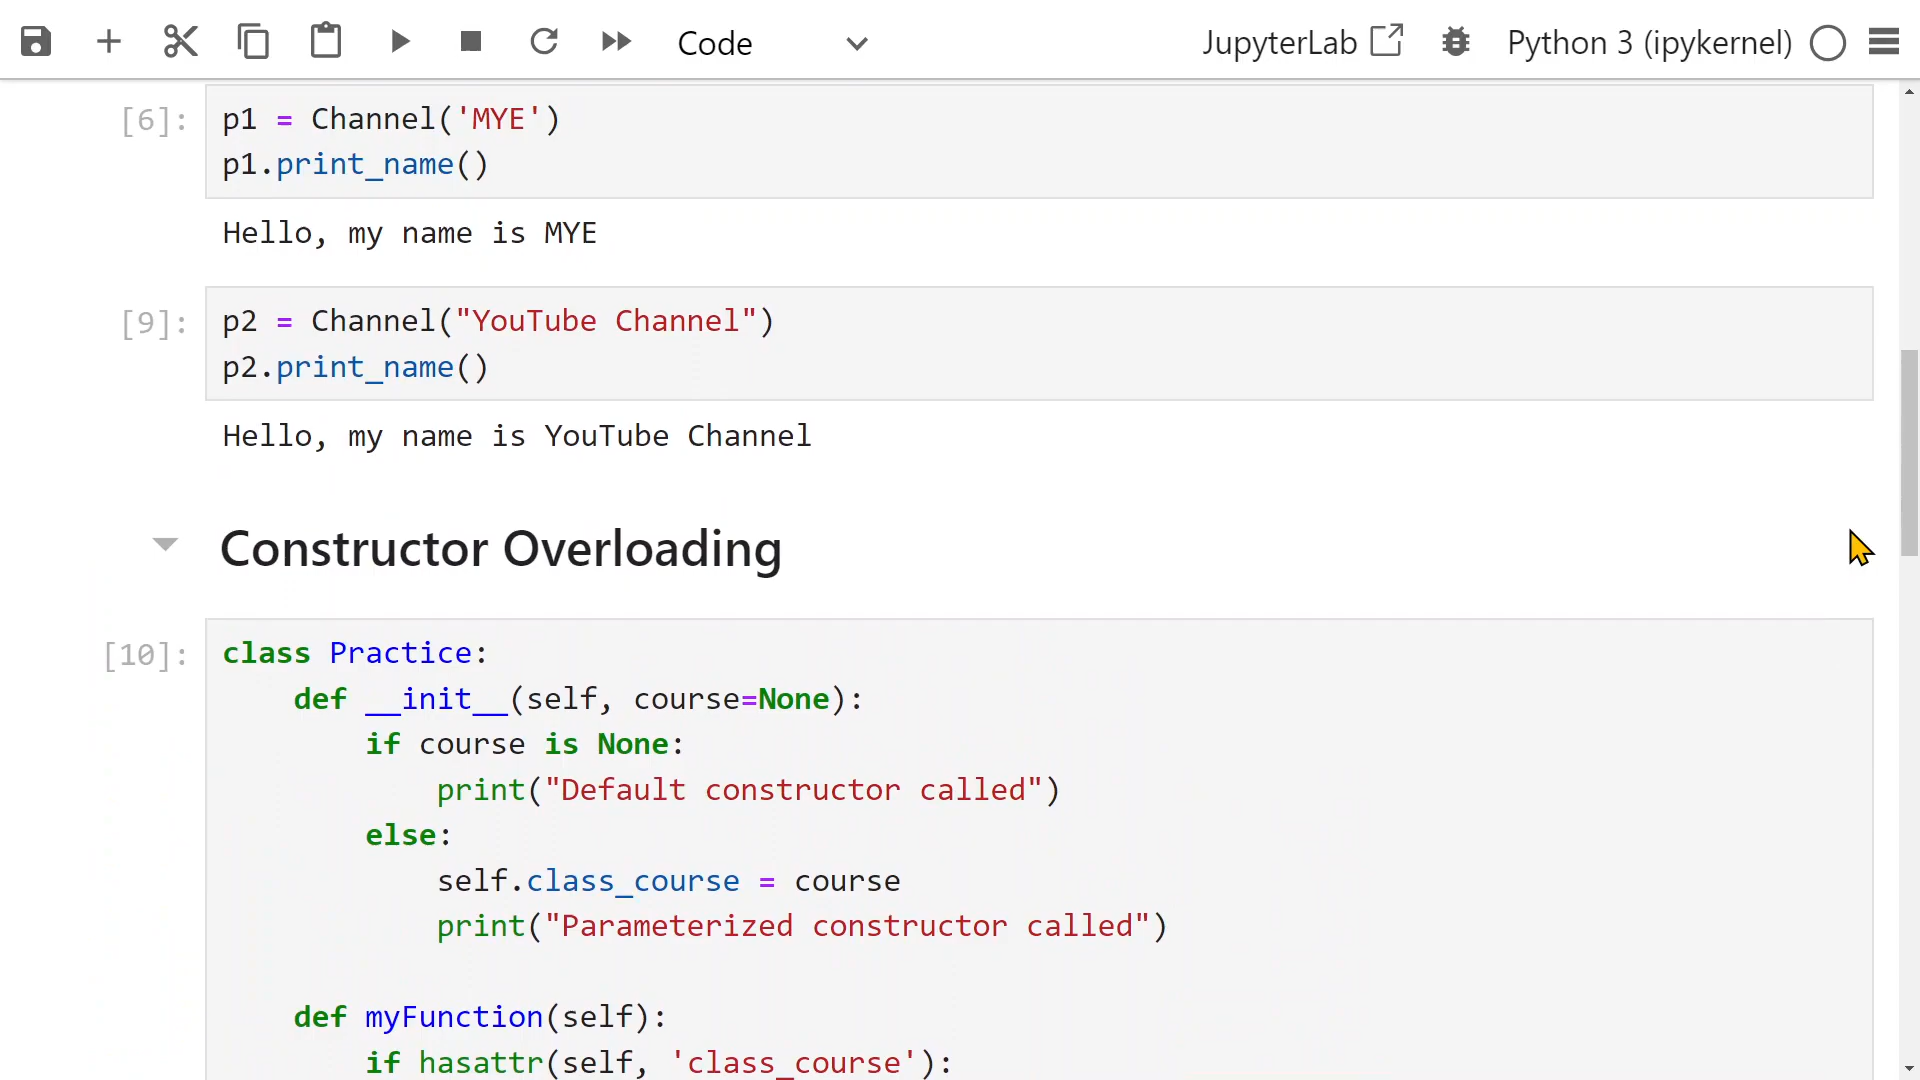 Code JupyterLab Python 3 (ipykernel)
[6]: p1 = Channel('MYE')
p1.print_name()
Hello, my name is MYE
[9]: p2 = Channel("YouTube Channel")
p2.print_name()
Hello, my name is YouTube Channel
Constructor Overloading
[10]: class Practice:
    def __init__(self, course=None):
        if course is None:
            print("Default constructor called")
        else:
            self.class_course = course
            print("Parameterized constructor called")
    def myFunction(self):
        if hasattr(self, 'class_course'):